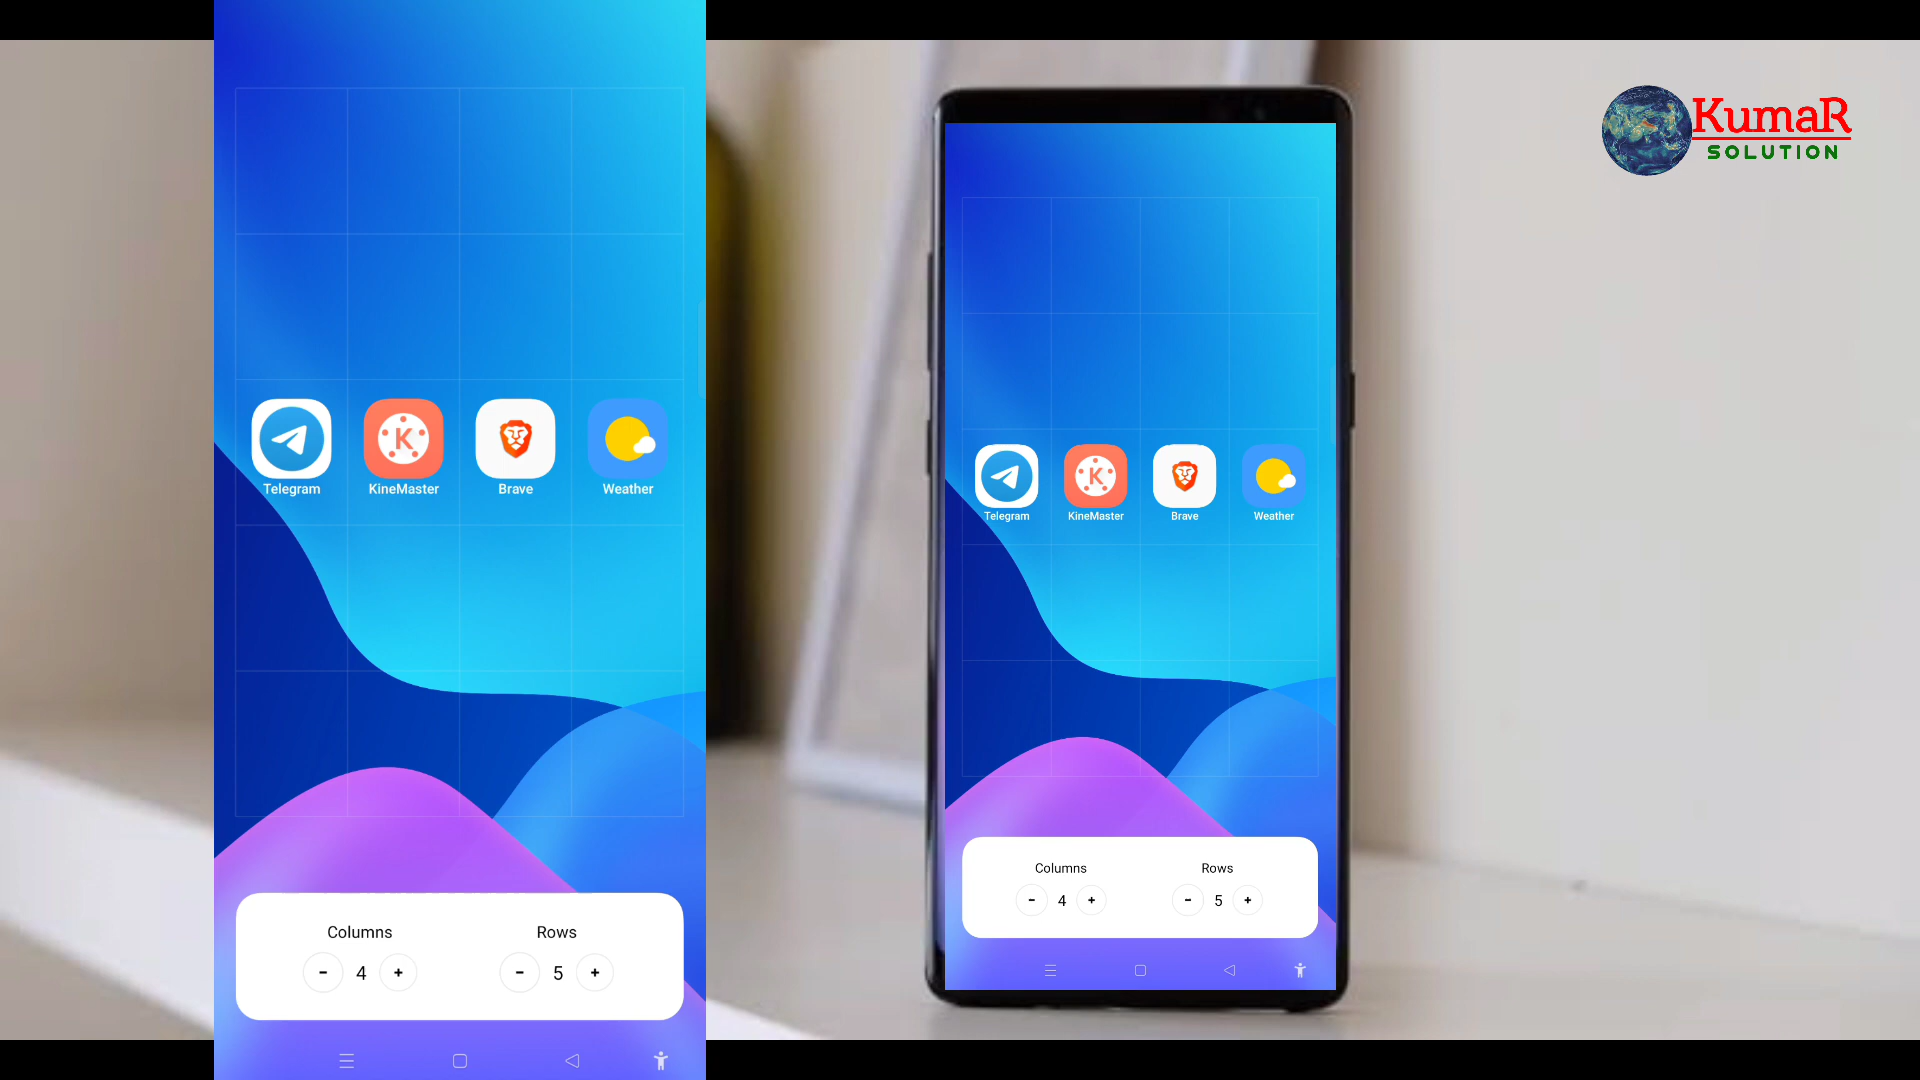 Telegram KineMaster Brave Weather
Columns Rows
- 4 + - 5 +
Telegram KineMaster Brave Weather
Columns Rows
- 4 + - 5 +
KumaR
SOLUTION